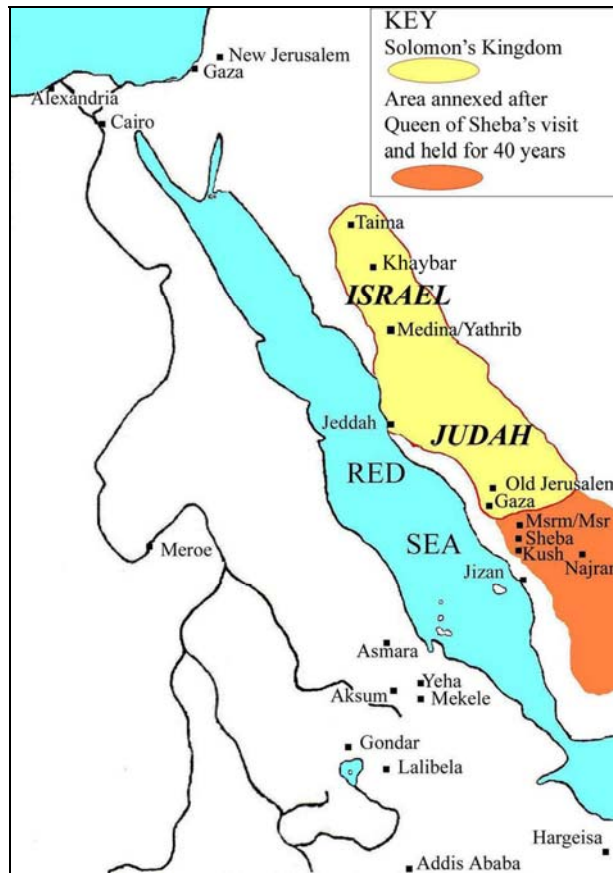 KEY
Solomon's Kingdom
Area annexed after
Queen of Sheba's visit
and held for 40 years
New Jerusalem
Gaza
Alexandria
Cairo
Taima
Khaybar
ISRAEL
Medina/Yathrib
Jeddah
JUDAH
RED
Old Jerusalem
Gaza
Msrm/Msr
SEA
Sheba
Kush
Najran
Meroe
Jizan
Asmara
Yeha
Aksum
Mekele
Gondar
Lalibela
Hargeisa
Addis Ababa